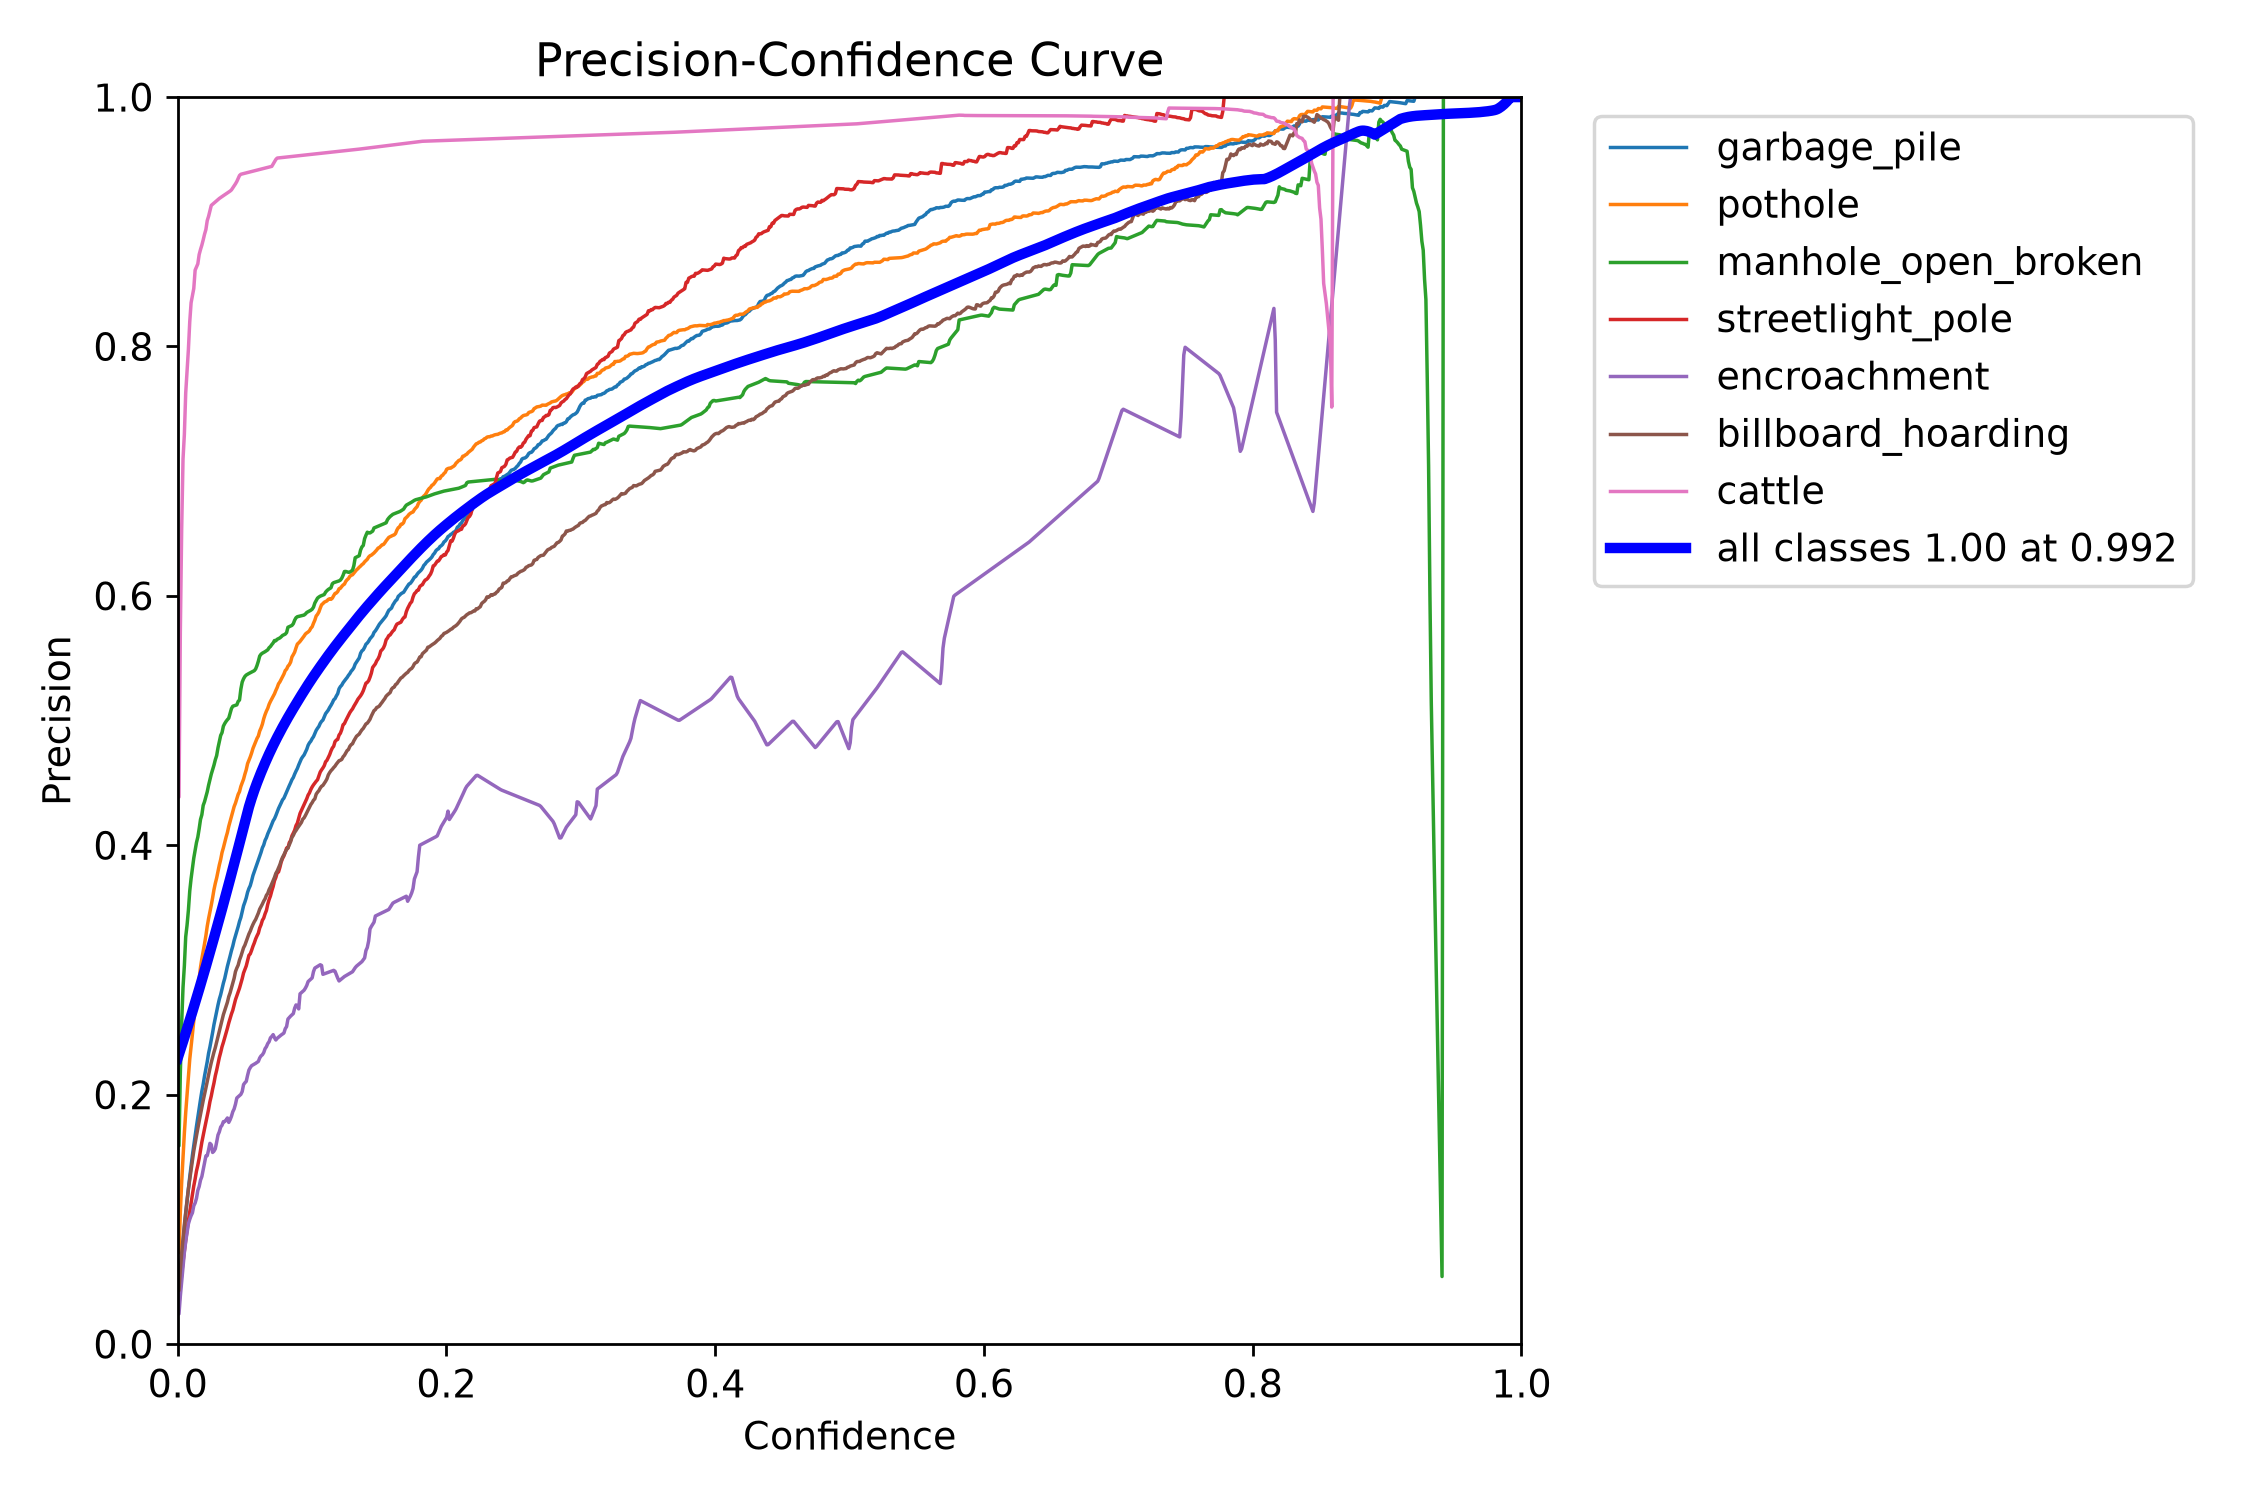 Precision-Confidence Curve
1.0
0.8
0.6
0.4
0.2
0.0
Precision
0.0 0.2 0.4 0.6 0.8 1.0
Confidence
garbage_pile
pothole
manhole_open_broken
streetlight_pole
encroachment
billboard_hoarding
cattle
all classes 1.00 at 0.992